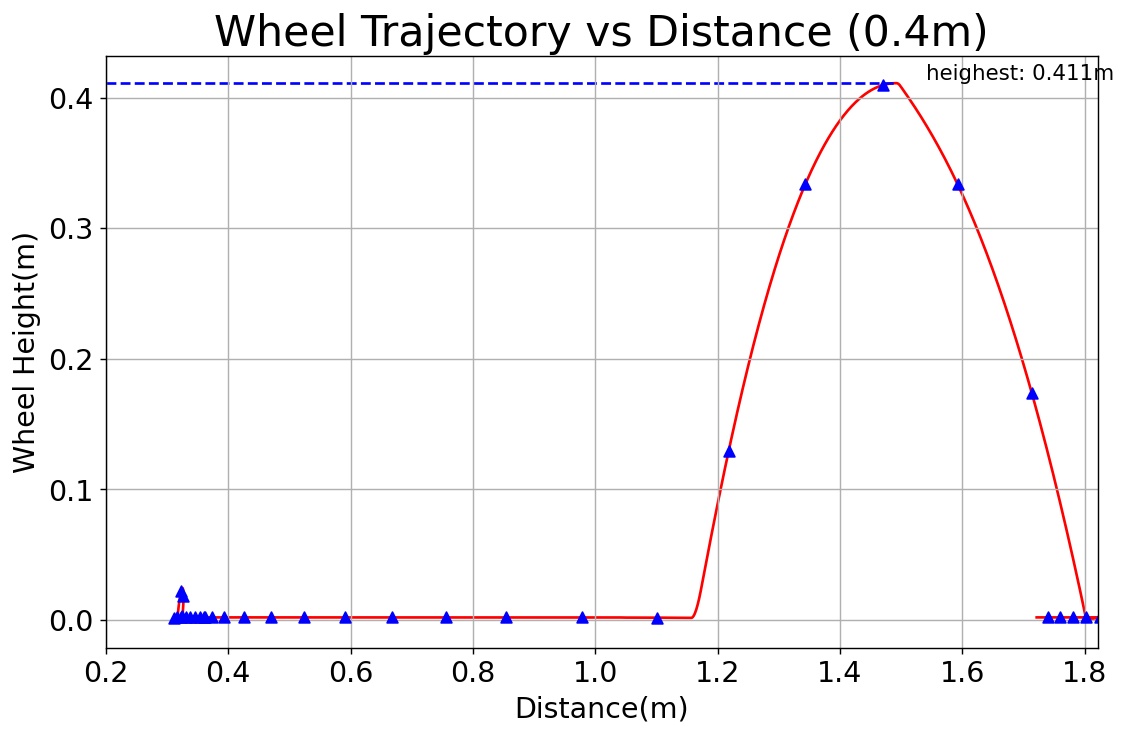 Wheel Trajectory vs Distance (0.4m)
heighest: 0.411m
Wheel Height(m)
0.4
0.3
0.2
0.1
0.0
0.2 0.4 0.6 0.8 1.0 1.2 1.4 1.6 1.8
Distance(m)